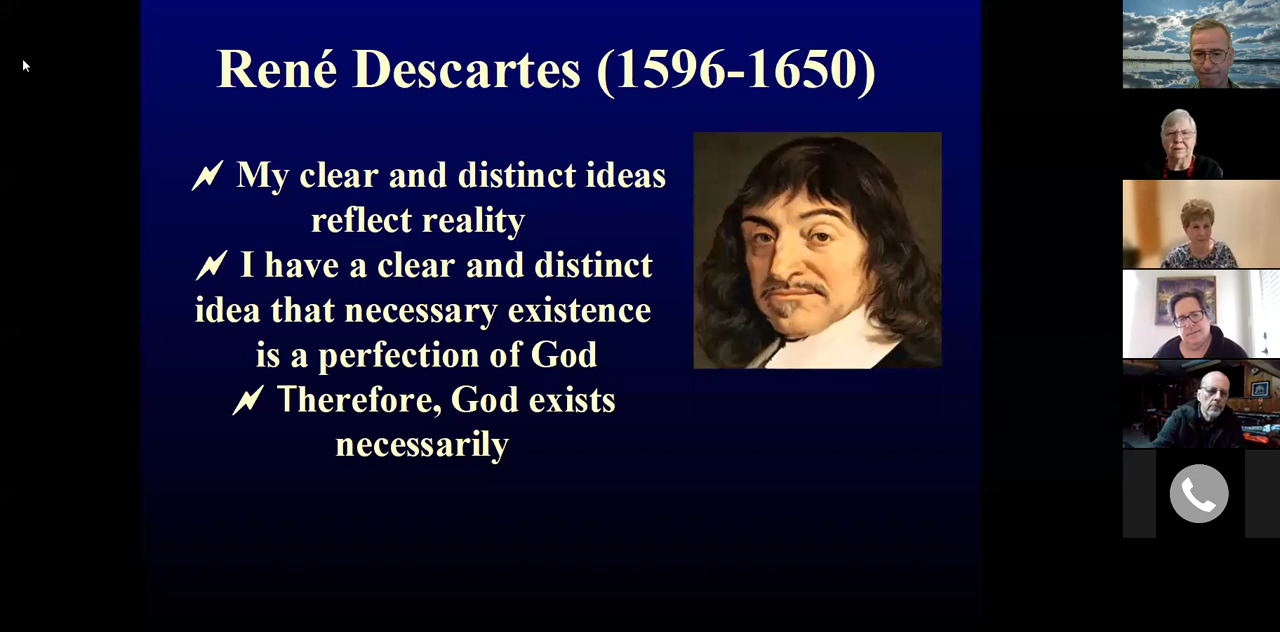 René Descartes (1596-1650)
My clear and distinct ideas
reflect reality
I have a clear and distinct
idea that necessary existence
is a perfection of God
Therefore, God exists
necessarily